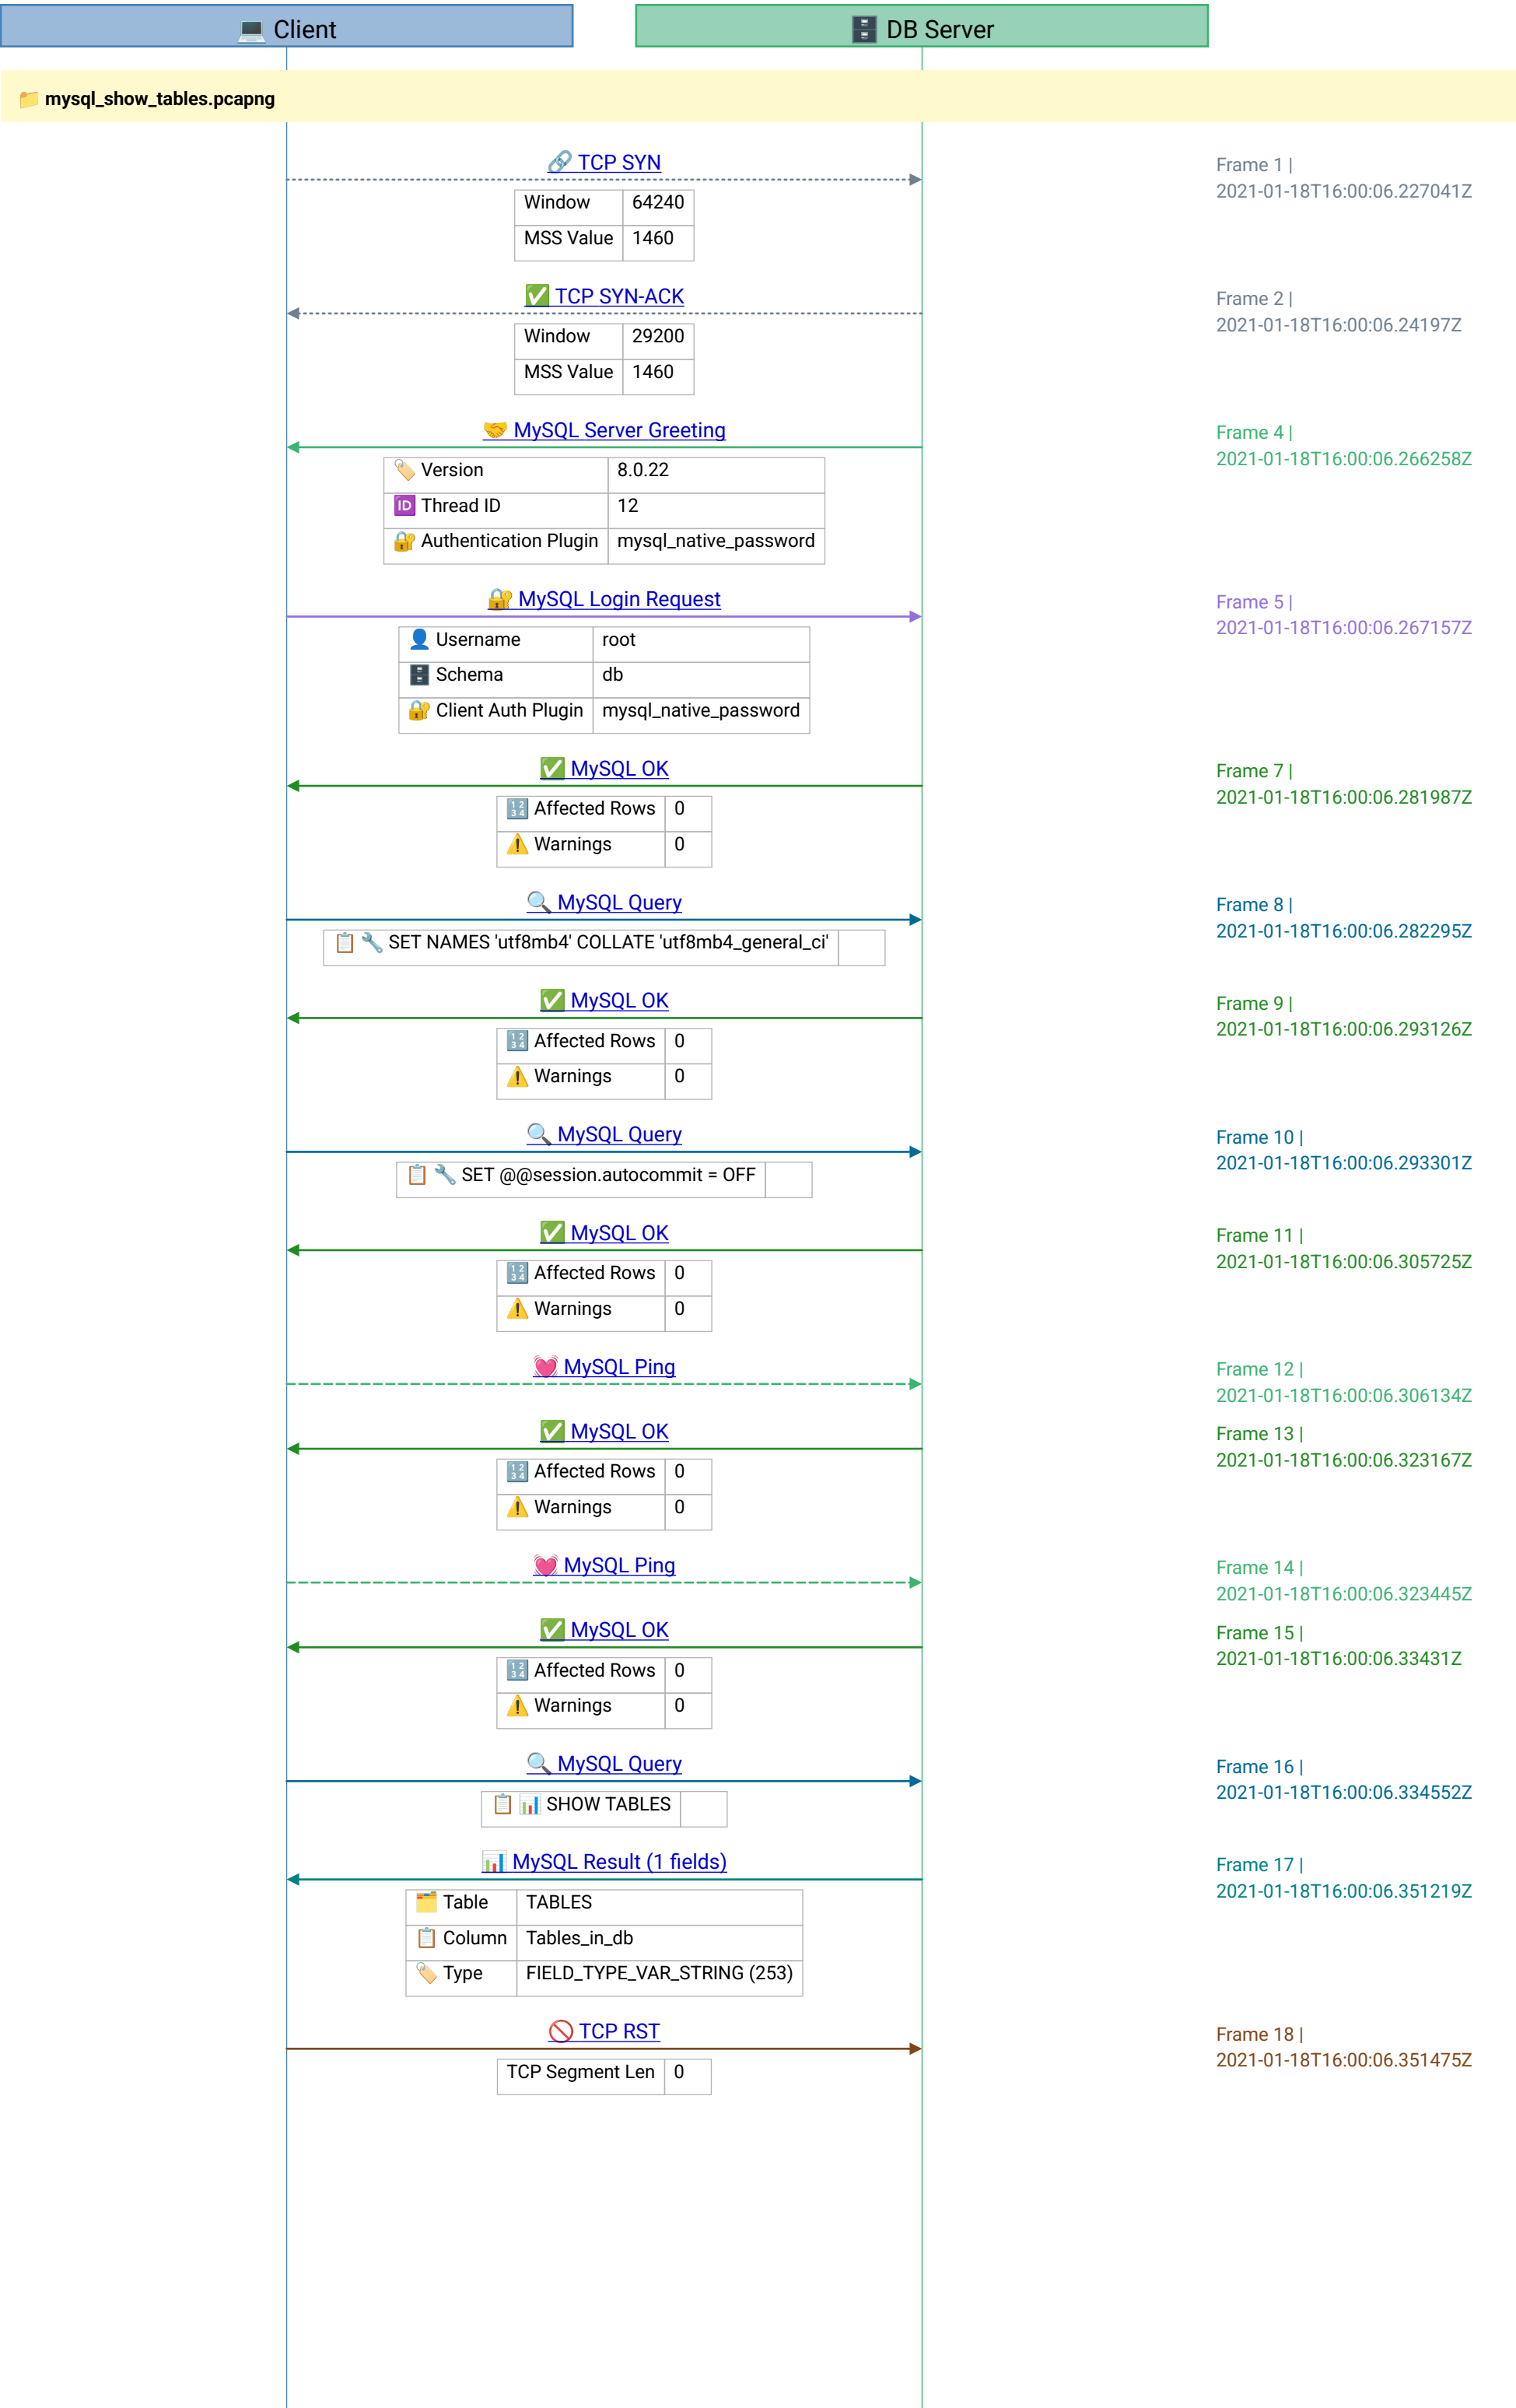 💻 Client
🗄️ DB Server
📁 mysql_show_tables.pcapng
🔗 TCP SYN
Frame 1 |
2021-01-18T16:00:06.227041Z
Window 64240
MSS Value 1460
✅ TCP SYN-ACK
Frame 2 |
2021-01-18T16:00:06.24197Z
Window 29200
MSS Value 1460
🤝 MySQL Server Greeting
Frame 4 |
2021-01-18T16:00:06.266258Z
🏷️ Version 8.0.22
🆔 Thread ID 12
🔐 Authentication Plugin mysql_native_password
🔐 MySQL Login Request
Frame 5 |
2021-01-18T16:00:06.267157Z
👤 Username root
🗄️ Schema db
🔐 Client Auth Plugin mysql_native_password
✅ MySQL OK
Frame 7 |
2021-01-18T16:00:06.281987Z
🔢 Affected Rows 0
⚠️ Warnings 0
🔍 MySQL Query
Frame 8 |
2021-01-18T16:00:06.282295Z
📋 🔧 SET NAMES 'utf8mb4' COLLATE 'utf8mb4_general_ci'
✅ MySQL OK
Frame 9 |
2021-01-18T16:00:06.293126Z
🔢 Affected Rows 0
⚠️ Warnings 0
🔍 MySQL Query
Frame 10 |
2021-01-18T16:00:06.293301Z
📋 🔧 SET @@session.autocommit = OFF
✅ MySQL OK
Frame 11 |
2021-01-18T16:00:06.305725Z
🔢 Affected Rows 0
⚠️ Warnings 0
💓 MySQL Ping
Frame 12 |
2021-01-18T16:00:06.306134Z
✅ MySQL OK
Frame 13 |
2021-01-18T16:00:06.323167Z
🔢 Affected Rows 0
⚠️ Warnings 0
💓 MySQL Ping
Frame 14 |
2021-01-18T16:00:06.323445Z
✅ MySQL OK
Frame 15 |
2021-01-18T16:00:06.33431Z
🔢 Affected Rows 0
⚠️ Warnings 0
🔍 MySQL Query
Frame 16 |
2021-01-18T16:00:06.334552Z
📋 📊 SHOW TABLES
📊 MySQL Result (1 fields)
Frame 17 |
2021-01-18T16:00:06.351219Z
🗂️ Table TABLES
📋 Column Tables_in_db
🏷️ Type FIELD_TYPE_VAR_STRING (253)
🚫 TCP RST
Frame 18 |
2021-01-18T16:00:06.351475Z
TCP Segment Len 0